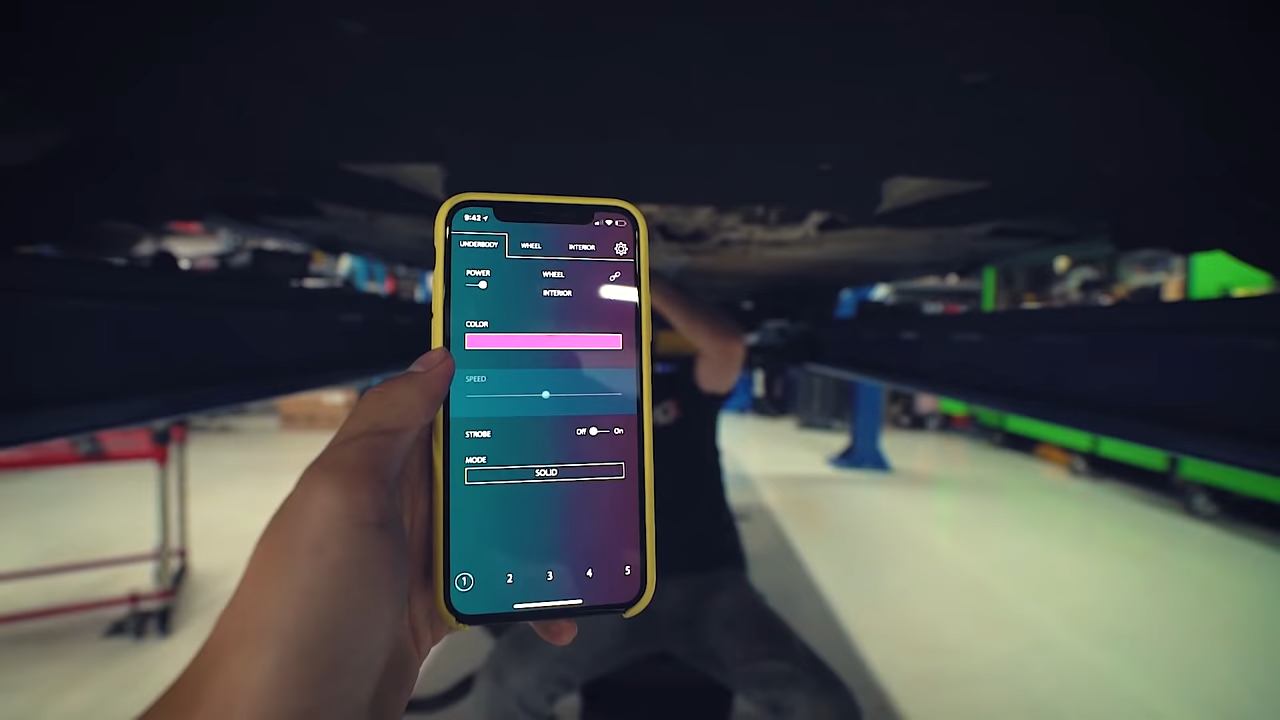 9:42
UNDERBODY WHEEL INTERIOR
POWER WHEEL
INTERIOR
COLOR
SPEED
STROBE Off On
MODE
SOLID
1 2 3 4 5